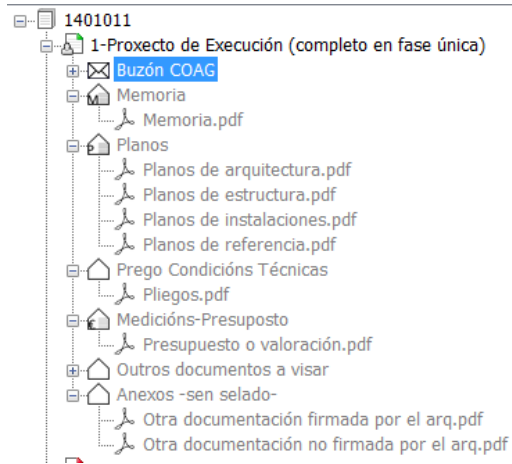 1401011
1-Proxecto de Execución (completo en fase única)
Buzón COAG
Memoria
Memoria.pdf
Planos
Planos de arquitectura.pdf
Planos de estructura.pdf
Planos de instalaciones.pdf
Planos de referencia.pdf
Prego Condicións Técnicas
Pliegos.pdf
Medicións-Presuposto
Presupuesto o valoración.pdf
Outros documentos a visar
Anexos -sen selado-
Otra documentación firmada por el arq.pdf
Otra documentación no firmada por el arq.pdf